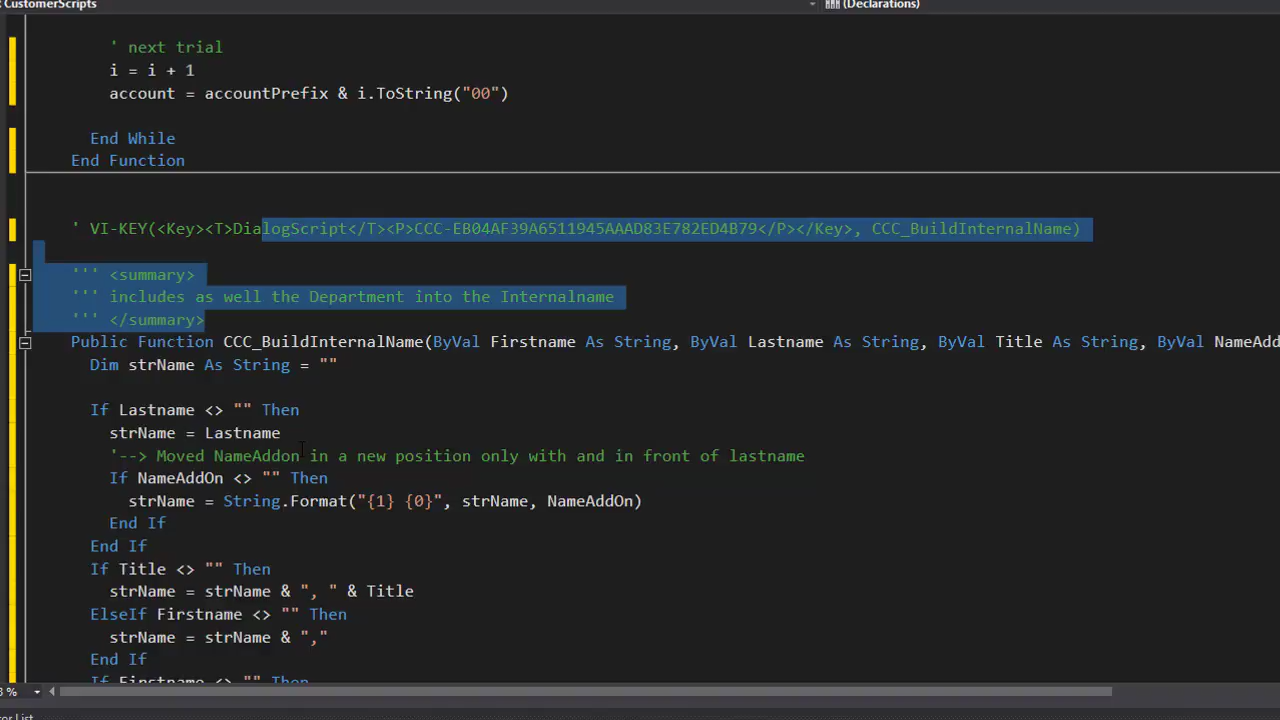 CustomerScripts
(Declarations)
' next trial
i = i + 1
account = accountPrefix & i.ToString("00")
End While
End Function
' VI-KEY(<Key><T>DialogScript</T><P>CCC-EB04AF39A6511945AAAD83E782ED4B79</P></Key>, CCC_BuildInternalName)
''' <summary>
''' includes as well the Department into the Internalname
''' </summary>
Public Function CCC_BuildInternalName(ByVal Firstname As String, ByVal Lastname As String, ByVal Title As String, ByVal NameAdd
Dim strName As String = ""
If Lastname <> "" Then
strName = Lastname
'--> Moved NameAddon in a new position only with and in front of lastname
If NameAddOn <> "" Then
strName = String.Format("{1} {0}", strName, NameAddOn)
End If
End If
If Title <> "" Then
strName = strName & ", " & Title
ElseIf Firstname <> "" Then
strName = strName & ","
End If
If Firstname <> "" Then
%
or List